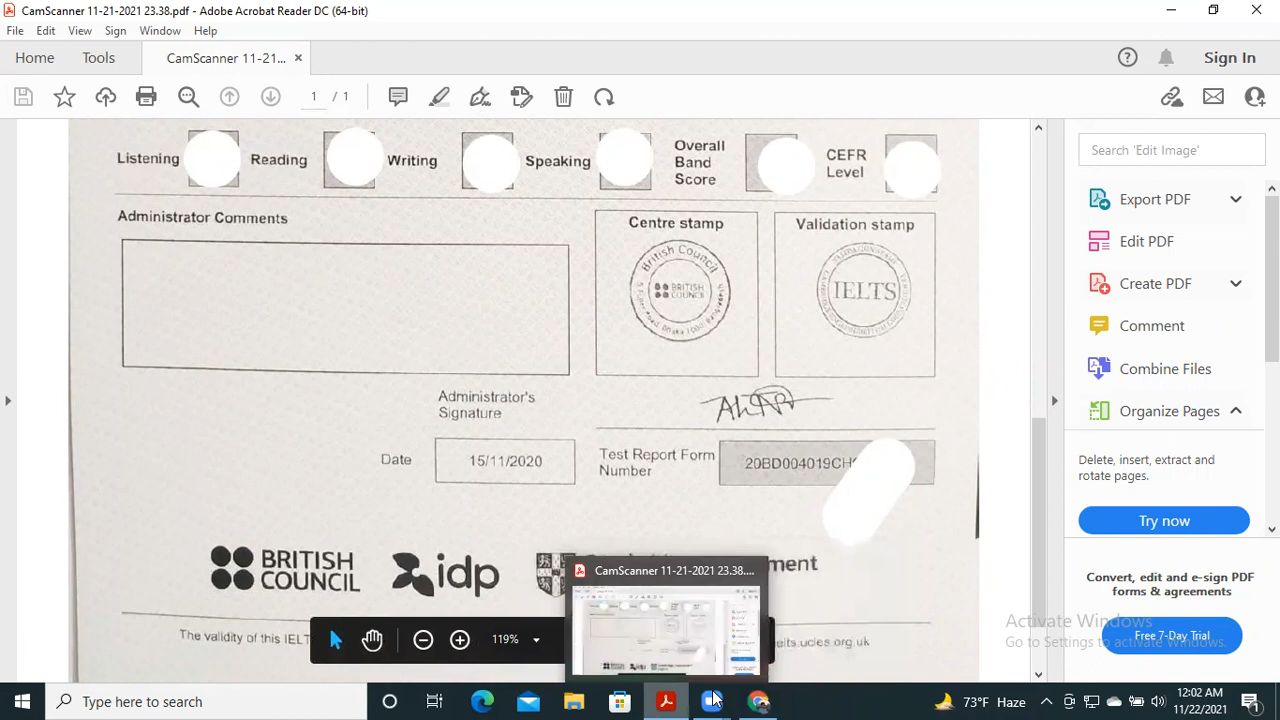 CamScanner 11-21-2021 23.38.pdf - Adobe Acrobat Reader DC (64-bit)
File Edit View Sign Window Help
Home Tools CamScanner 11-21... × Sign In
1 / 1
Listening Reading Writing Speaking Overall Band Score CEFR Level
Search 'Edit Image'
Export PDF
Edit PDF
Create PDF
Comment
Combine Files
Organize Pages
Delete, insert, extract and
repate pages.
Try now
Convert, edit and e-sign PDF
forms & agreements
Free 7-Day Trial
Activate Windows
Go to Settings to activate Windows.
Administrator Comments
Centre stamp
British Council
BRITISH
COUNCIL
Validation stamp
IELTS
Administrator's
Signature
Date 15/11/2020
Test Report Form
Number
20BD004019CH
BRITISH
COUNCIL
idp
ment
The validity of this IELT
elts.ucles.org.uk
CamScanner 11-21-2021 23.38....
119%
Type here to search
73°F Haze
12:02 AM
11/22/2021
1